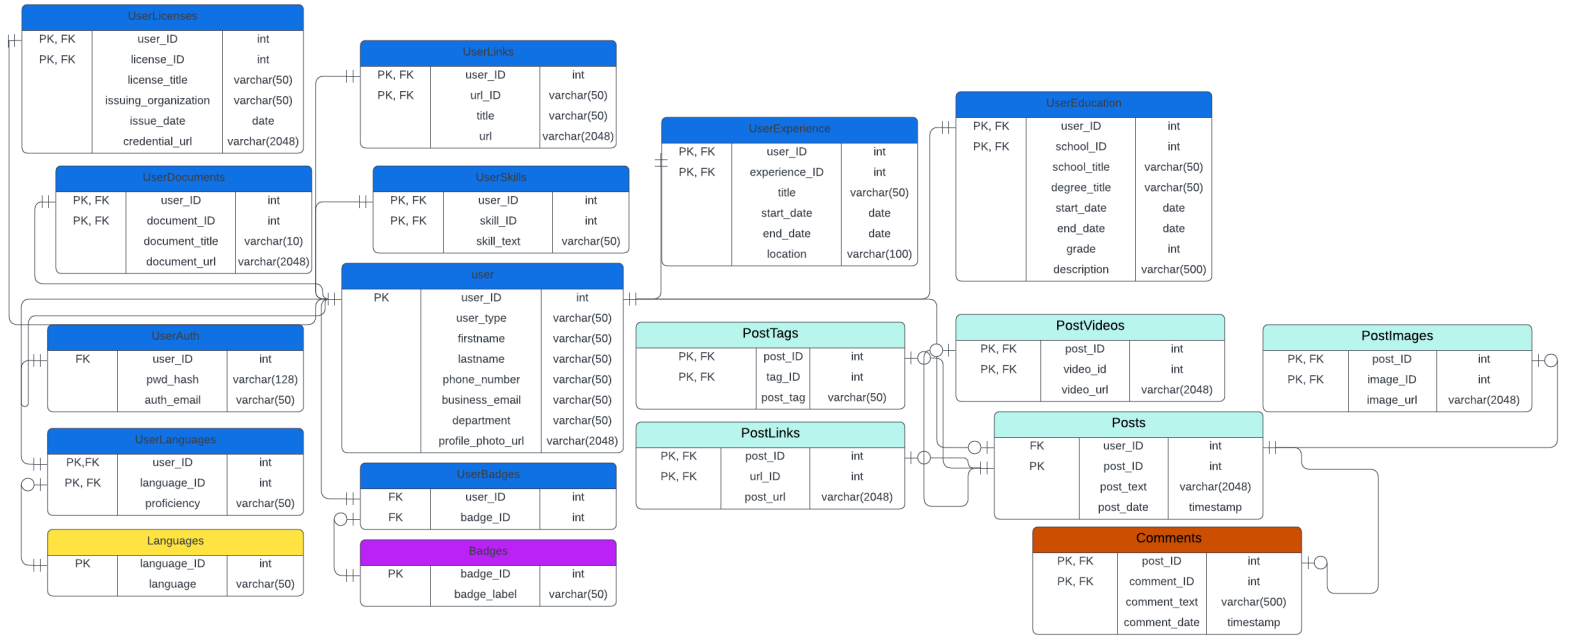 UserLicenses
PK, FK user_ID int
PK, FK license_ID int
license_title varchar(50)
issuing_organization varchar(50)
issue_date date
credential_url varchar(2048)
UserLinks
PK, FK user_ID int
PK, FK url_ID varchar(50)
title varchar(50)
url varchar(2048)
UserExperience
PK, FK user_ID int
PK, FK experience_ID int
title varchar(50)
start_date date
end_date date
location varchar(100)
UserEducation
PK, FK user_ID int
PK, FK school_ID int
school_title varchar(50)
degree_title varchar(50)
start_date date
end_date date
grade int
description varchar(500)
UserDocuments
PK, FK user_ID int
PK, FK document_ID int
document_title varchar(10)
document_url varchar(2048)
UserSkills
PK, FK user_ID int
PK, FK skill_ID int
skill_text varchar(50)
user
PK user_ID int
user_type varchar(50)
firstname varchar(50)
lastname varchar(50)
phone_number varchar(50)
business_email varchar(50)
department varchar(50)
profile_photo_url varchar(2048)
UserAuth
FK user_ID int
pwd_hash varchar(128)
auth_email varchar(50)
PostTags
PK, FK post_ID int
PK, FK tag_ID int
post_tag varchar(50)
PostVideos
PK, FK post_ID int
PK, FK video_id int
video_url varchar(2048)
PostImages
PK, FK post_ID int
PK, FK image_ID int
image_url varchar(2048)
UserLanguages
PK,FK user_ID int
PK, FK language_ID int
proficiency varchar(50)
UserBadges
FK user_ID int
FK badge_ID int
PostLinks
PK, FK post_ID int
PK, FK url_ID int
post_url varchar(2048)
Posts
FK user_ID int
PK post_ID int
post_text varchar(2048)
post_date timestamp
Languages
PK language_ID int
language varchar(50)
Badges
PK badge_ID int
badge_label varchar(50)
Comments
PK, FK post_ID int
PK, FK comment_ID int
comment_text varchar(500)
comment_date timestamp